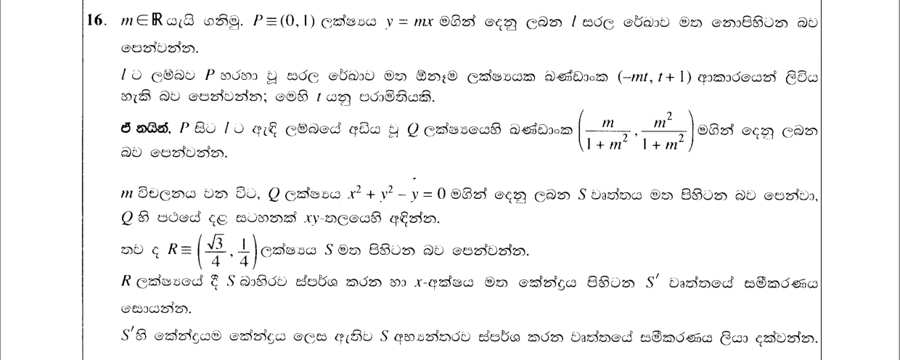 16. m ∈ ℝ යැයි ගනිමු. P ≡ (0, 1) ලක්ෂ්‍යය y = mx මගින් දෙනු ලබන l සරල රේඛාව මත නොපිහිටන බව
පෙන්වන්න.
l ට ලම්බව P හරහා වූ සරල රේඛාව මත ඕනෑම ලක්ෂ්‍යයක ඛණ්ඩාංක (−mt, t + 1) ආකාරයෙන් ලිවිය
හැකි බව පෙන්වන්න; මෙහි t යනු පරාමිතියකි.
ඒ නයින්, P සිට l ට ඇඳි ලම්බයේ අඩිය වූ Q ලක්ෂ්‍යයෙහි ඛණ්ඩාංක (m/(1 + m²), m²/(1 + m²)) මගින් දෙනු ලබන
බව පෙන්වන්න.
m විචලනය වන විට, Q ලක්ෂ්‍යය x² + y² − y = 0 මගින් දෙනු ලබන S වෘත්තය මත පිහිටන බව පෙන්වා,
Q හි පථයේ දළ සටහනක් xy-තලයෙහි අඳින්න.
තව ද R ≡ (√3/4, 1/4) ලක්ෂ්‍යය S මත පිහිටන බව පෙන්වන්න.
R ලක්ෂ්‍යයේ දී S බාහිරව ස්පර්ශ කරන හා x-අක්ෂය මත කේන්ද්‍රය පිහිටන S′ වෘත්තයේ සමීකරණය
සොයන්න.
S′හි කේන්ද්‍රයම කේන්ද්‍රය ලෙස ඇතිව S අභ්‍යන්තරව ස්පර්ශ කරන වෘත්තයේ සමීකරණය ලියා දක්වන්න.